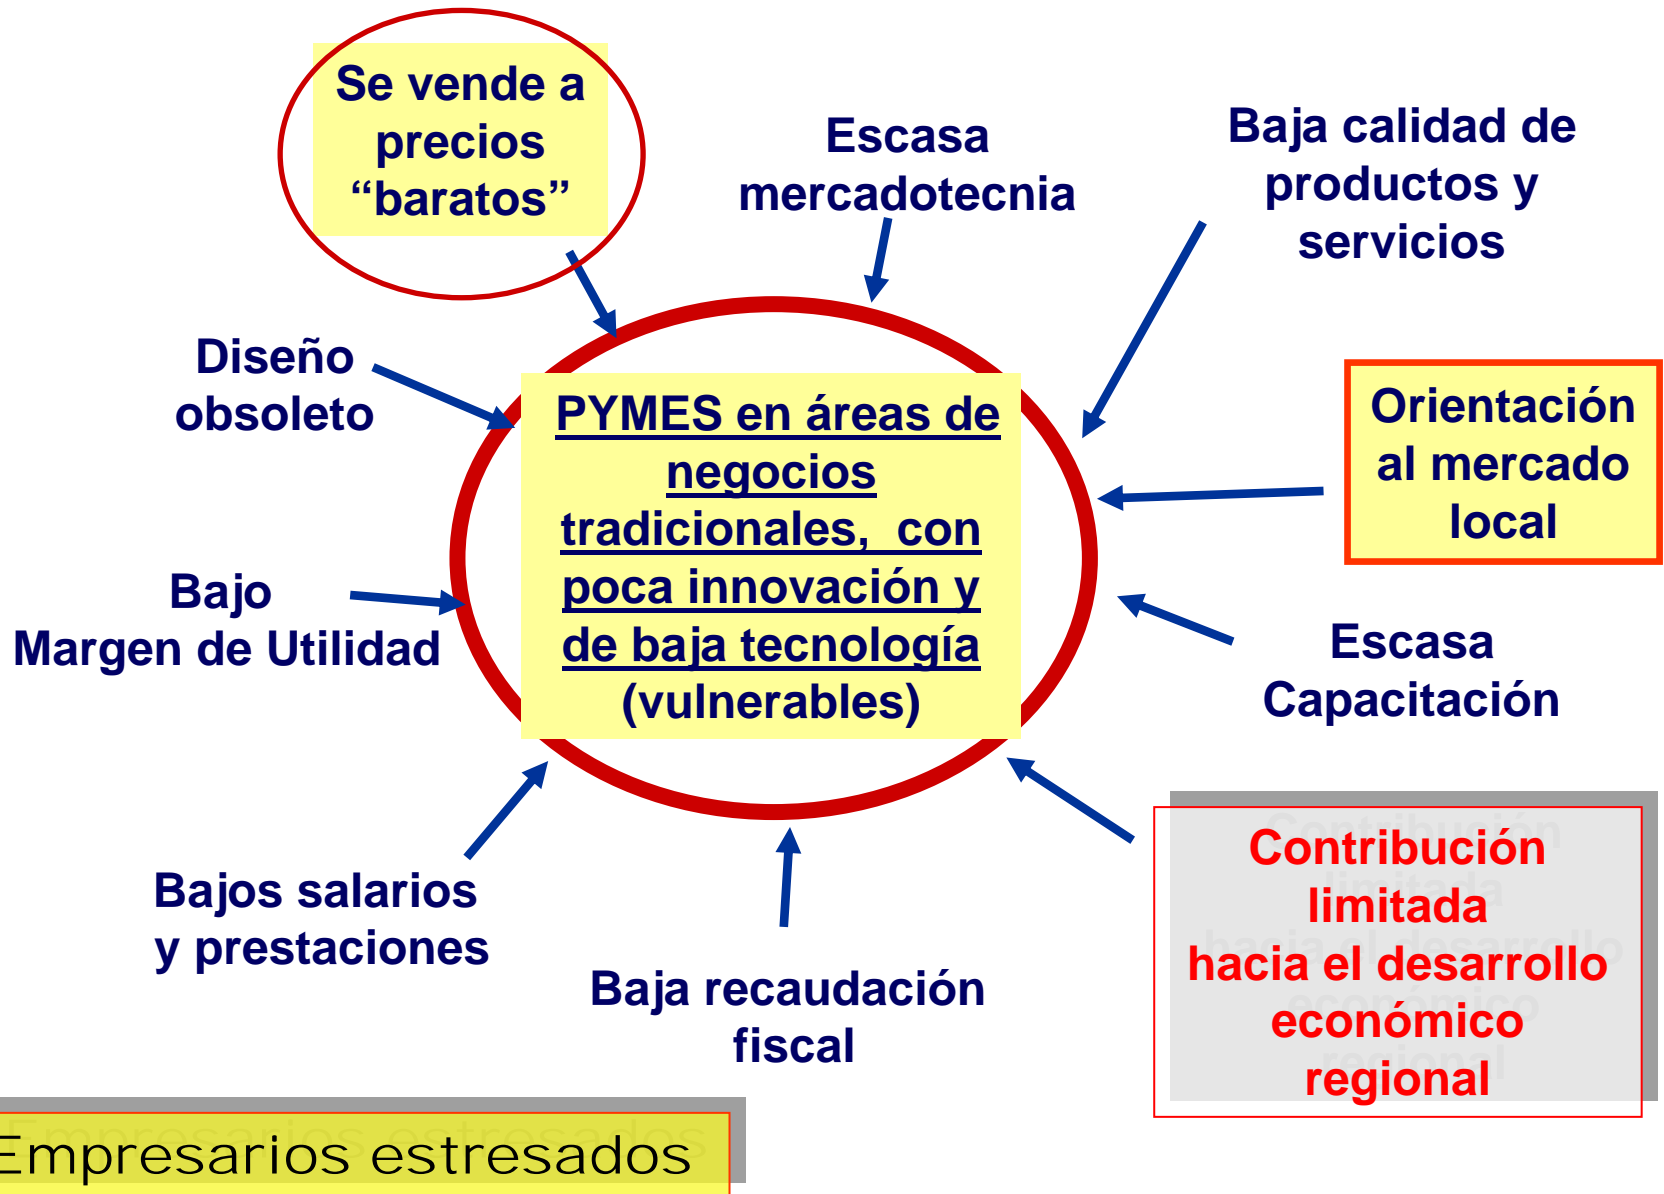 Se vende a
precios
“baratos”
Escasa
mercadotecnia
Baja calidad de
productos y
servicios
Diseño
obsoleto
PYMES en áreas de
negocios
tradicionales, con
poca innovación y
de baja tecnología
(vulnerables)
Orientación
al mercado
local
Bajo
Margen de Utilidad
Escasa
Capacitación
Bajos salarios
y prestaciones
Baja recaudación
fiscal
Contribución
limitada
hacia el desarrollo
económico
regional
Empresarios estresados